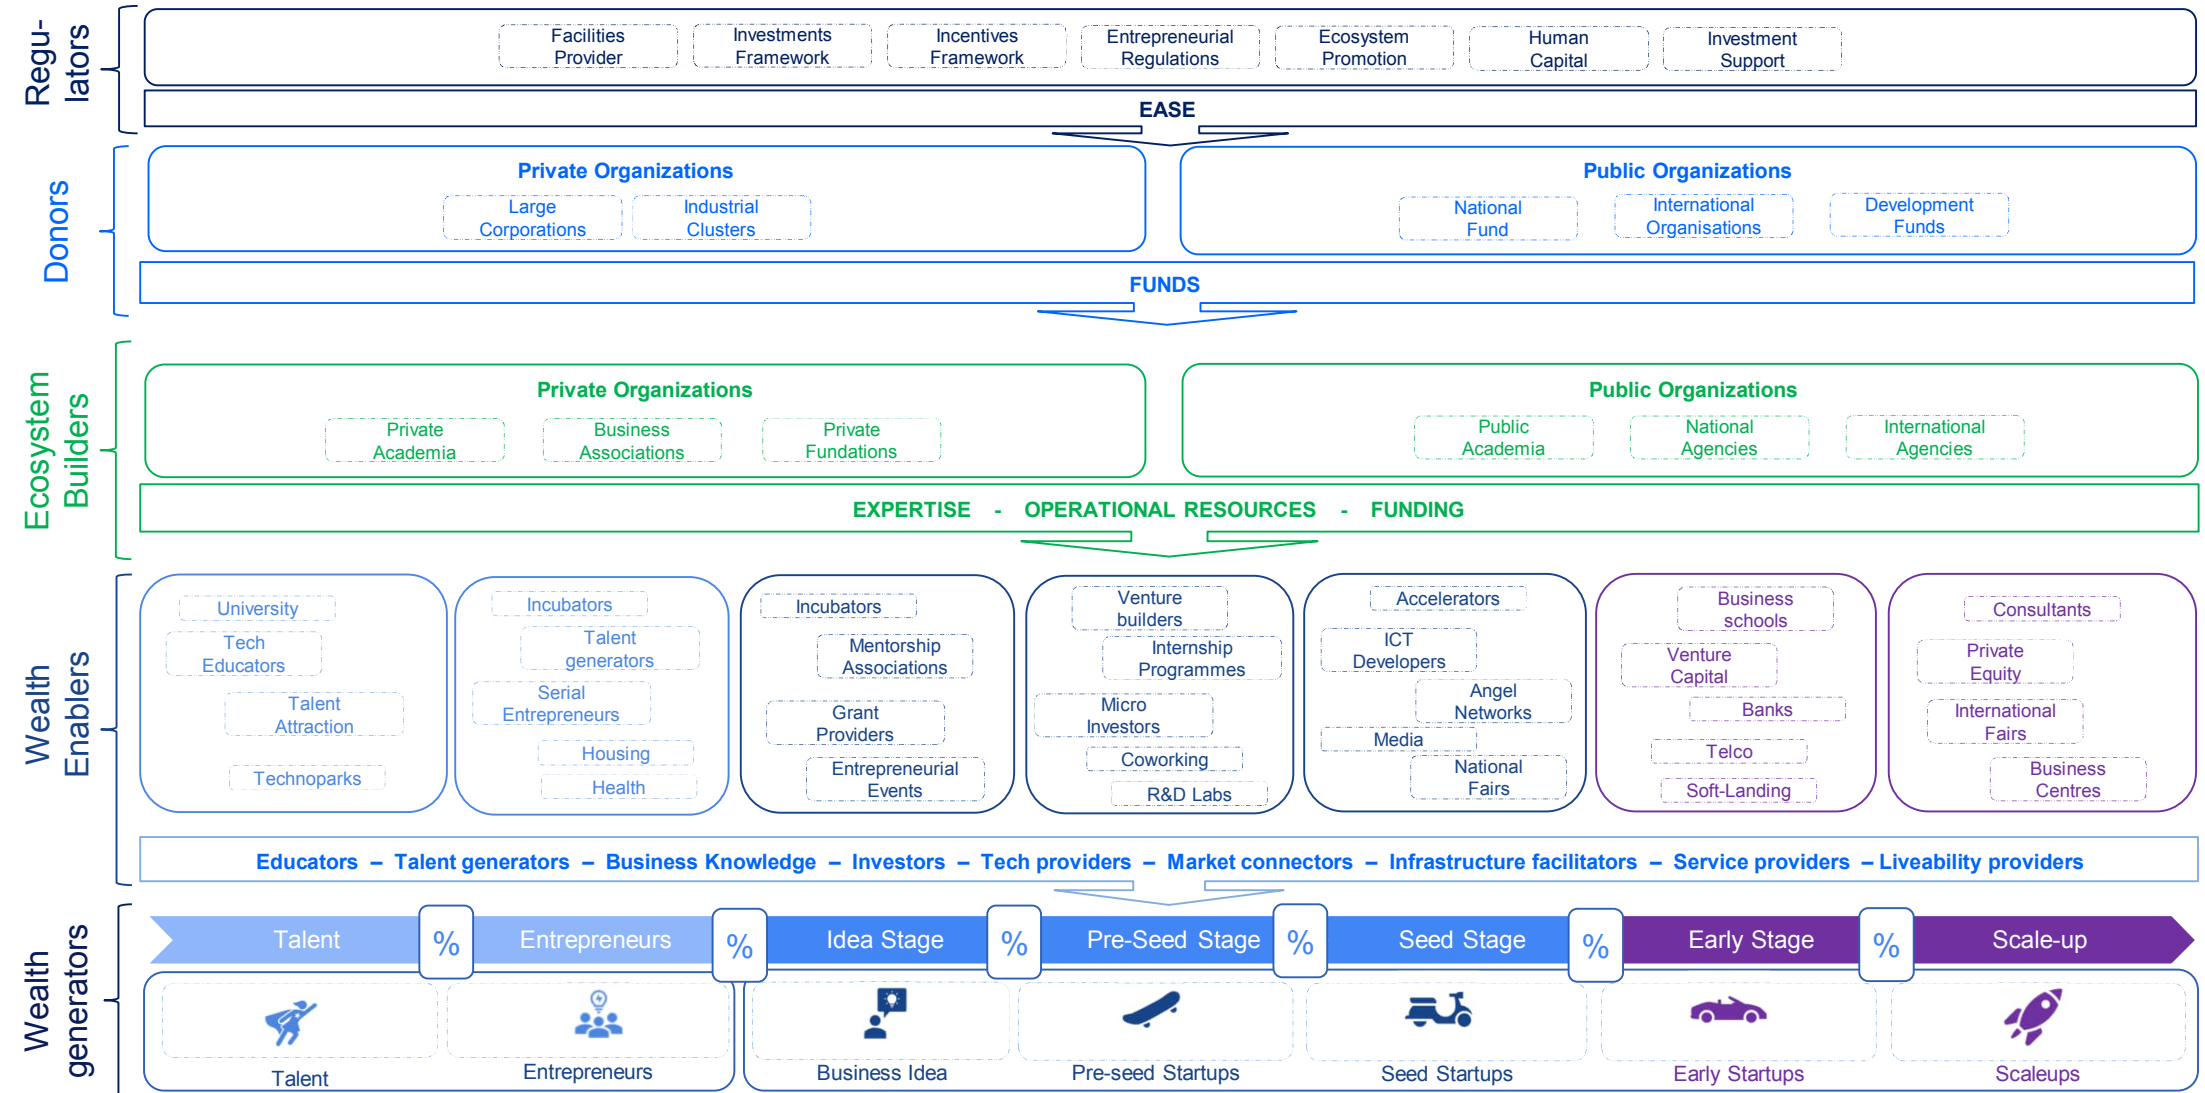 Regu-
lators
Facilities
Provider
Investments
Framework
Incentives
Framework
Entrepreneurial
Regulations
Ecosystem
Promotion
Human
Capital
Investment
Support
EASE
Donors
Private Organizations
Large
Corporations
Industrial
Clusters
Public Organizations
National
Fund
International
Organisations
Development
Funds
FUNDS
Ecosystem
Builders
Private Organizations
Private
Academia
Business
Associations
Private
Fundations
Public Organizations
Public
Academia
National
Agencies
International
Agencies
EXPERTISE - OPERATIONAL RESOURCES - FUNDING
Wealth
Enablers
University
Tech
Educators
Talent
Attraction
Technoparks
Incubators
Talent
generators
Serial
Entrepreneurs
Housing
Health
Incubators
Mentorship
Associations
Grant
Providers
Entrepreneurial
Events
Venture
builders
Internship
Programmes
Micro
Investors
Coworking
R&D Labs
Accelerators
ICT
Developers
Angel
Networks
Media
National
Fairs
Business
schools
Venture
Capital
Banks
Telco
Soft-Landing
Consultants
Private
Equity
International
Fairs
Business
Centres
Educators – Talent generators – Business Knowledge – Investors – Tech providers – Market connectors – Infrastructure facilitators – Service providers – Liveability providers
Wealth
generators
Talent
%
Entrepreneurs
%
Idea Stage
%
Pre-Seed Stage
%
Seed Stage
%
Early Stage
%
Scale-up
Talent
Entrepreneurs
Business Idea
Pre-seed Startups
Seed Startups
Early Startups
Scaleups